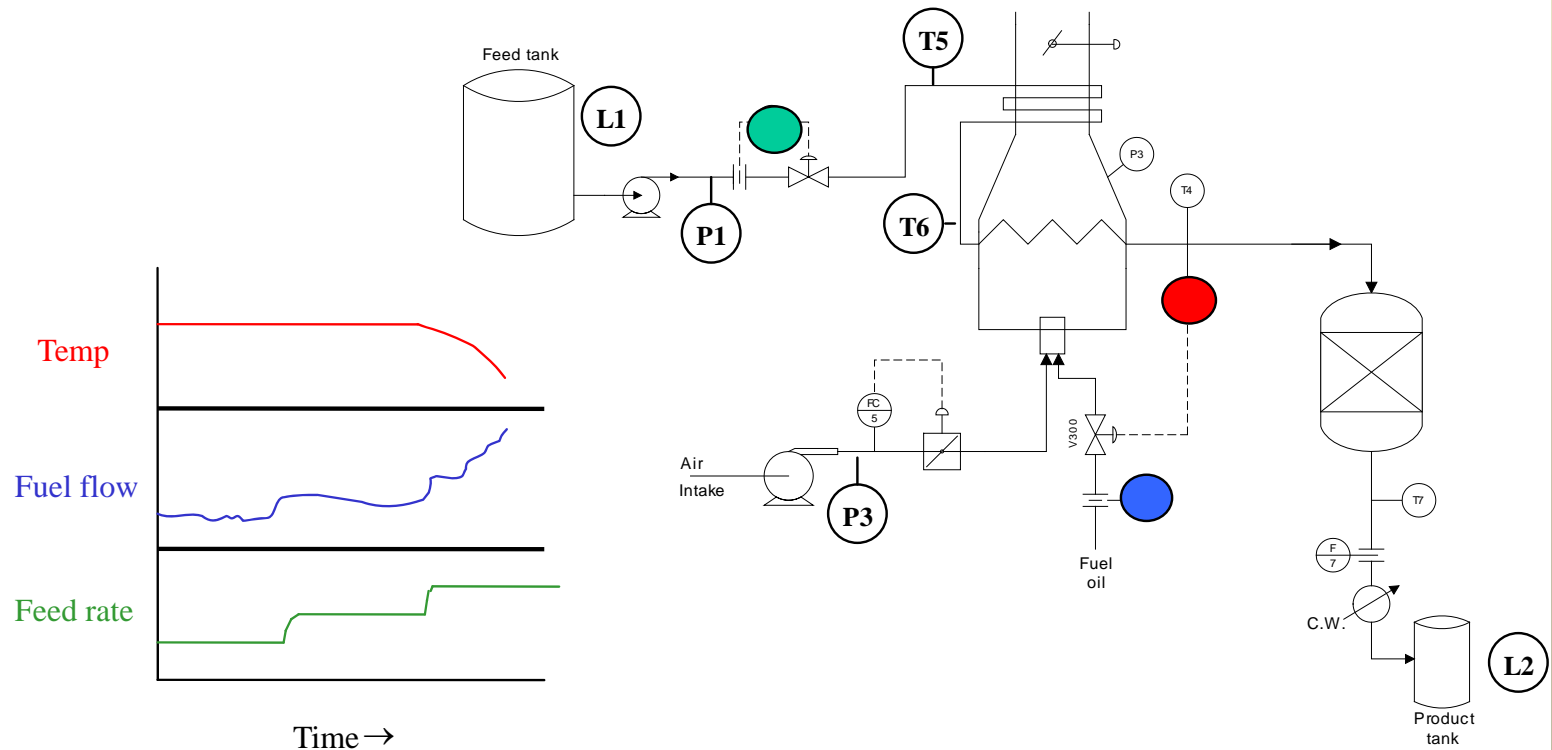 Feed tank
L1
P1
T5
T6
P3
T4
Temp
Fuel flow
Feed rate
Time →
FC
5
Air
Intake
P3
V300
Fuel
oil
T7
F
7
C.W.
L2
Product
tank